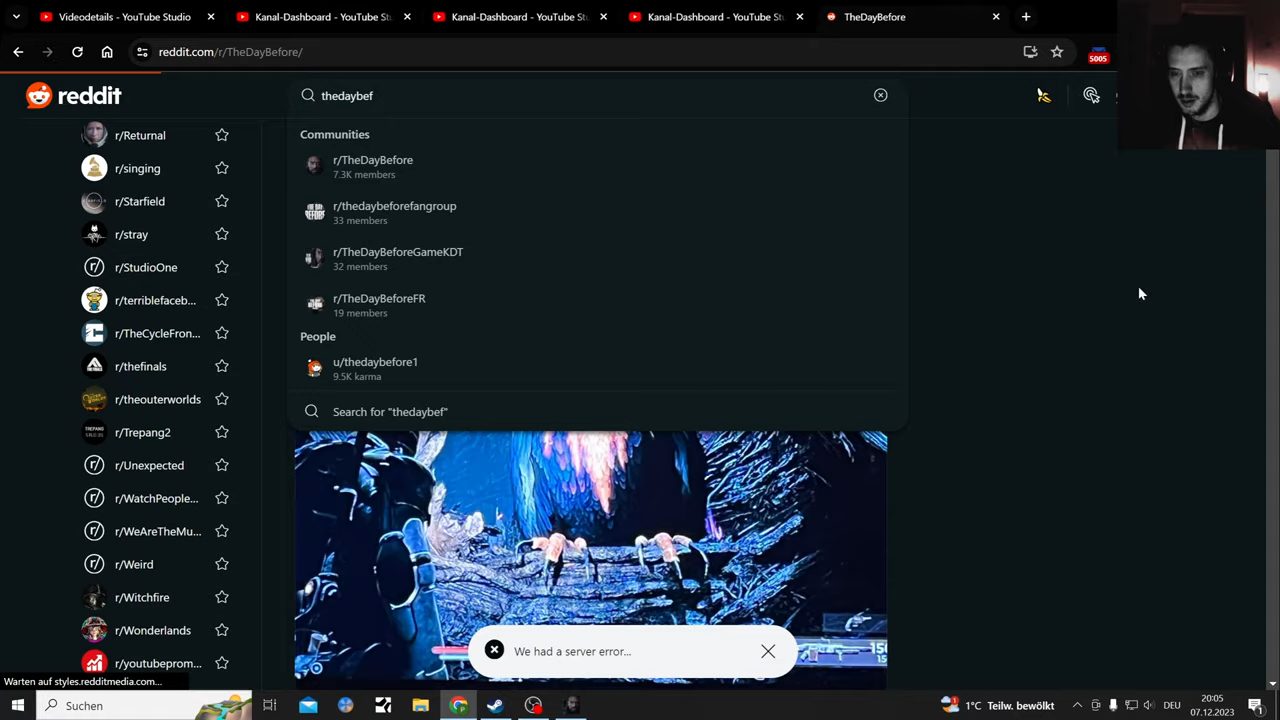 Videodetails - YouTube Studio
Kanal-Dashboard - YouTube St
Kanal-Dashboard - YouTube St
Kanal-Dashboard - YouTube St
TheDayBefore
reddit.com/r/TheDayBefore/
5005
reddit
thedaybef
r/Returnal
r/singing
r/Starfield
r/stray
r/StudioOne
r/terriblefaceb...
r/TheCycleFron...
r/thefinals
r/theouterworlds
r/Trepang2
r/Unexpected
r/WatchPeople...
r/WeAreTheMu...
r/Weird
r/Witchfire
r/Wonderlands
r/youtubeprom...
Communities
r/TheDayBefore
7.3K members
r/thedaybeforefangroup
33 members
r/TheDayBeforeGameKDT
32 members
r/TheDayBeforeFR
19 members
People
u/thedaybefore1
9.5K karma
Search for "thedaybef"
We had a server error...
Warten auf styles.redditmedia.com...
Suchen
1°C Teilw. bewölkt
DEU
20:05
07.12.2023